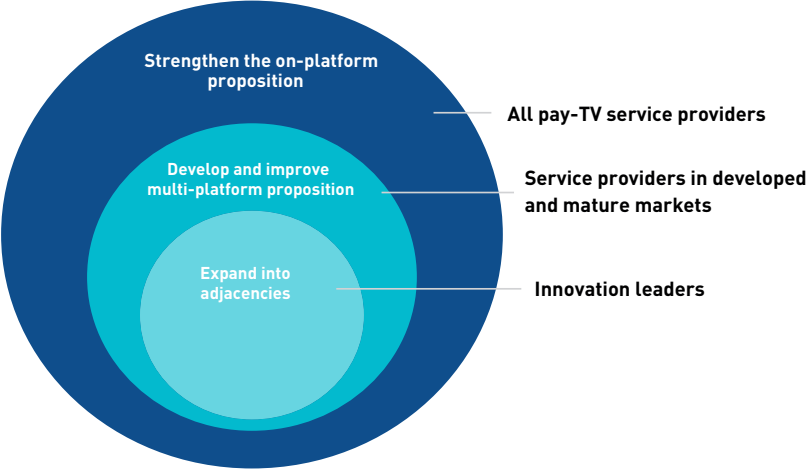 Strengthen the on-platform
proposition
All pay-TV service providers
Develop and improve
multi-platform proposition
Service providers in developed
and mature markets
Expand into
adjacencies
Innovation leaders